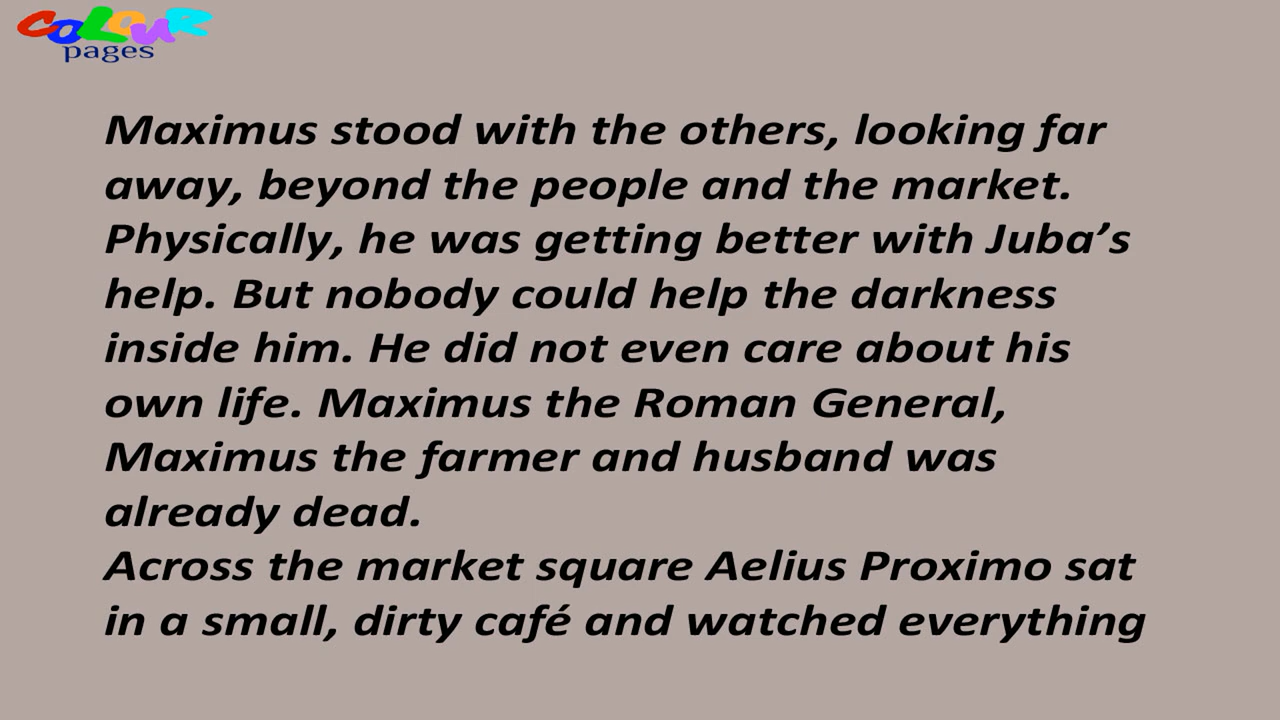 COLOUR
pages
Maximus stood with the others, looking far
away, beyond the people and the market.
Physically, he was getting better with Juba’s
help. But nobody could help the darkness
inside him. He did not even care about his
own life. Maximus the Roman General,
Maximus the farmer and husband was
already dead.
Across the market square Aelius Proximo sat
in a small, dirty café and watched everything